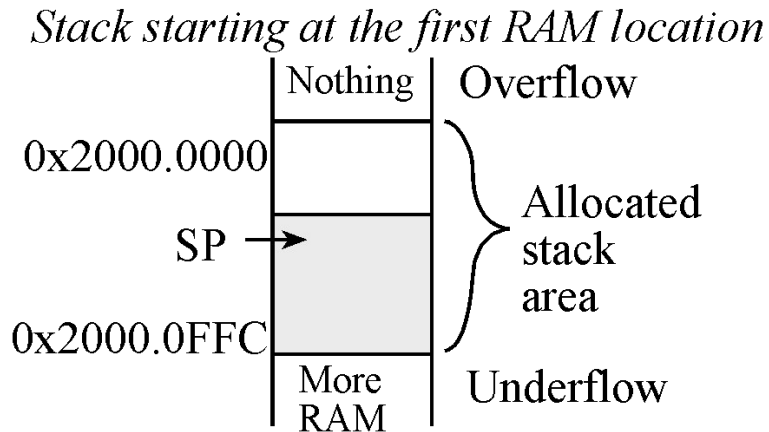 Stack starting at the first RAM location
Nothing
Overflow
0x2000.0000
Allocated
stack
area
SP
0x2000.0FFC
More
RAM
Underflow